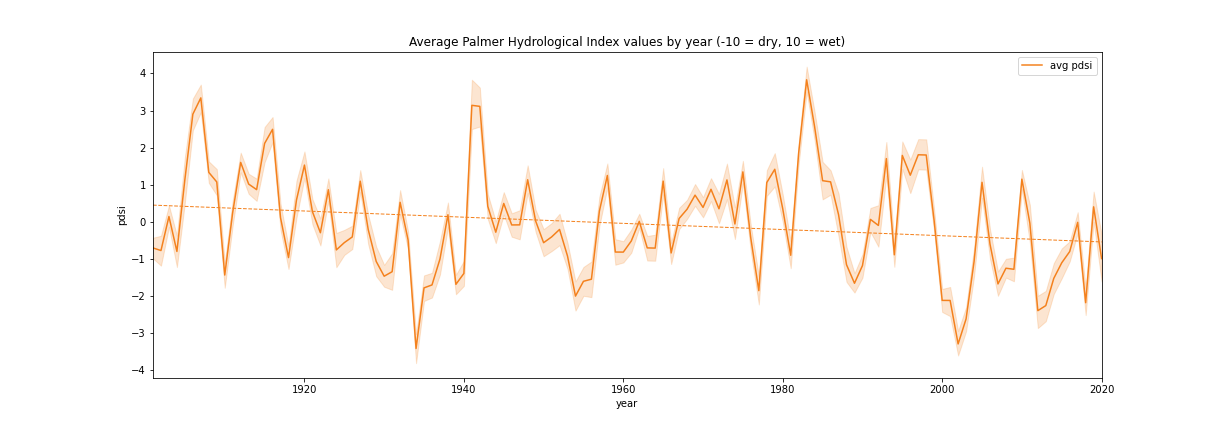 Average Palmer Hydrological Index values by year (-10 = dry, 10 = wet)
avg pdsi
4
3
2
1
0
−1
−2
−3
−4
pdsi
1920 1940 1960 1980 2000 2020
year